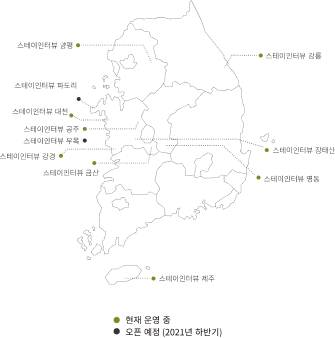 스테이인터뷰 양평
스테이인터뷰 강릉
스테이인터뷰 파도리
스테이인터뷰 대천
스테이인터뷰 공주
스테이인터뷰 우목
스테이인터뷰 강경
스테이인터뷰 장태산
스테이인터뷰 금산
스테이인터뷰 영동
스테이인터뷰 제주
현재 운영 중
오픈 예정 (2021년 하반기)